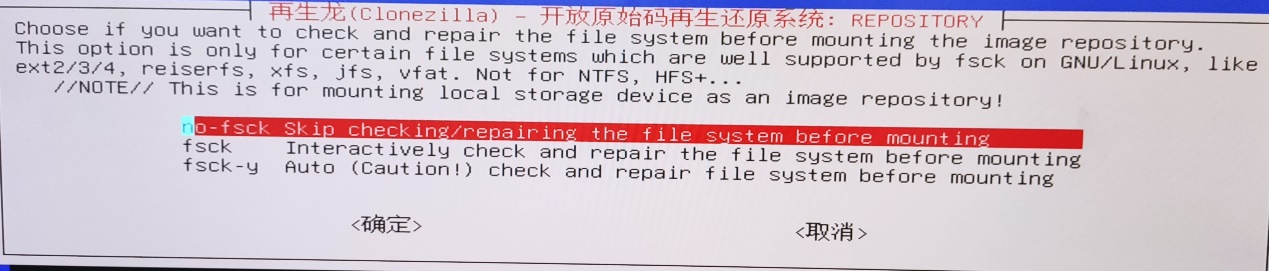 再生龙(Clonezilla) - 开放原始码再生还原系统: REPOSITORY
Choose if you want to check and repair the file system before mounting the image repository.
This option is only for certain file systems which are well supported by fsck on GNU/Linux, like
ext2/3/4, reiserfs, xfs, jfs, vfat. Not for NTFS, HFS+...
//NOTE// This is for mounting local storage device as an image repository!
no-fsck Skip checking/repairing the file system before mounting
fsck Interactively check and repair the file system before mounting
fsck-y Auto (Caution!) check and repair file system before mounting
<确定> <取消>